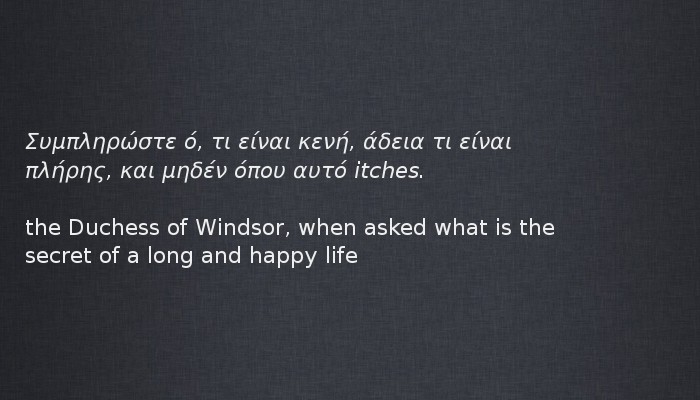 Συμπληρώστε ό, τι είναι κενή, άδεια τι είναι
πλήρης, και μηδέν όπου αυτό itches.
the Duchess of Windsor, when asked what is the
secret of a long and happy life